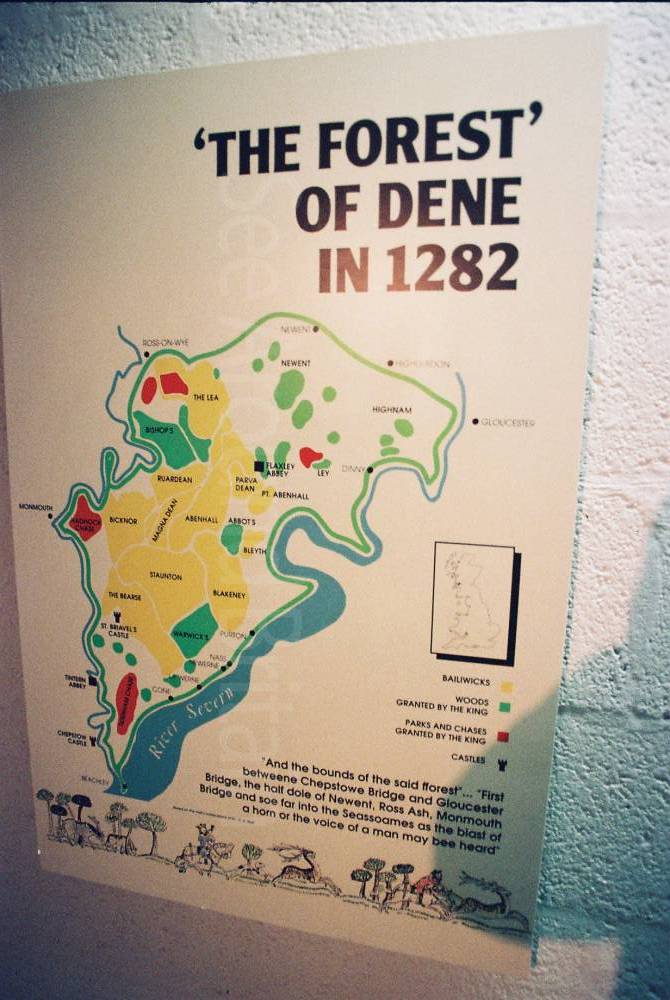 ‘THE FOREST’
OF DENE
IN 1282
NEWENT
ROSS-ON-WYE
NEWENT
THE LEA
HIGHNAM
GLOUCESTER
BISHOP'S
FLAXLEY
ABBEY
LEY
DINNY
RUARDEAN
PARVA
DEAN
PT. ABENHALL
MONMOUTH
HADNOCK
CHASE
BICKNOR
MAGNA DEAN
ABENHALL
ABBOTS
BLEYTH
STAUNTON
THE BEARSE
BLAKENEY
ST. BRIAVEL'S
CASTLE
WARWICK'S
PURTON
TINTERN
ABBEY
CHEPSTOW
CASTLE
BEACHLEY
River Severn
BAILIWICKS
WOODS
GRANTED BY THE KING
PARKS AND CHASES
GRANTED BY THE KING
CASTLES
"And the bounds of the said fforest"... "First
betweene Chepstowe Bridge and Gloucester
Bridge, the half dole of Newent, Ross Ash, Monmouth
Bridge and soe far into the Seassoames as the blast of
a horn or the voice of a man may bee heard"